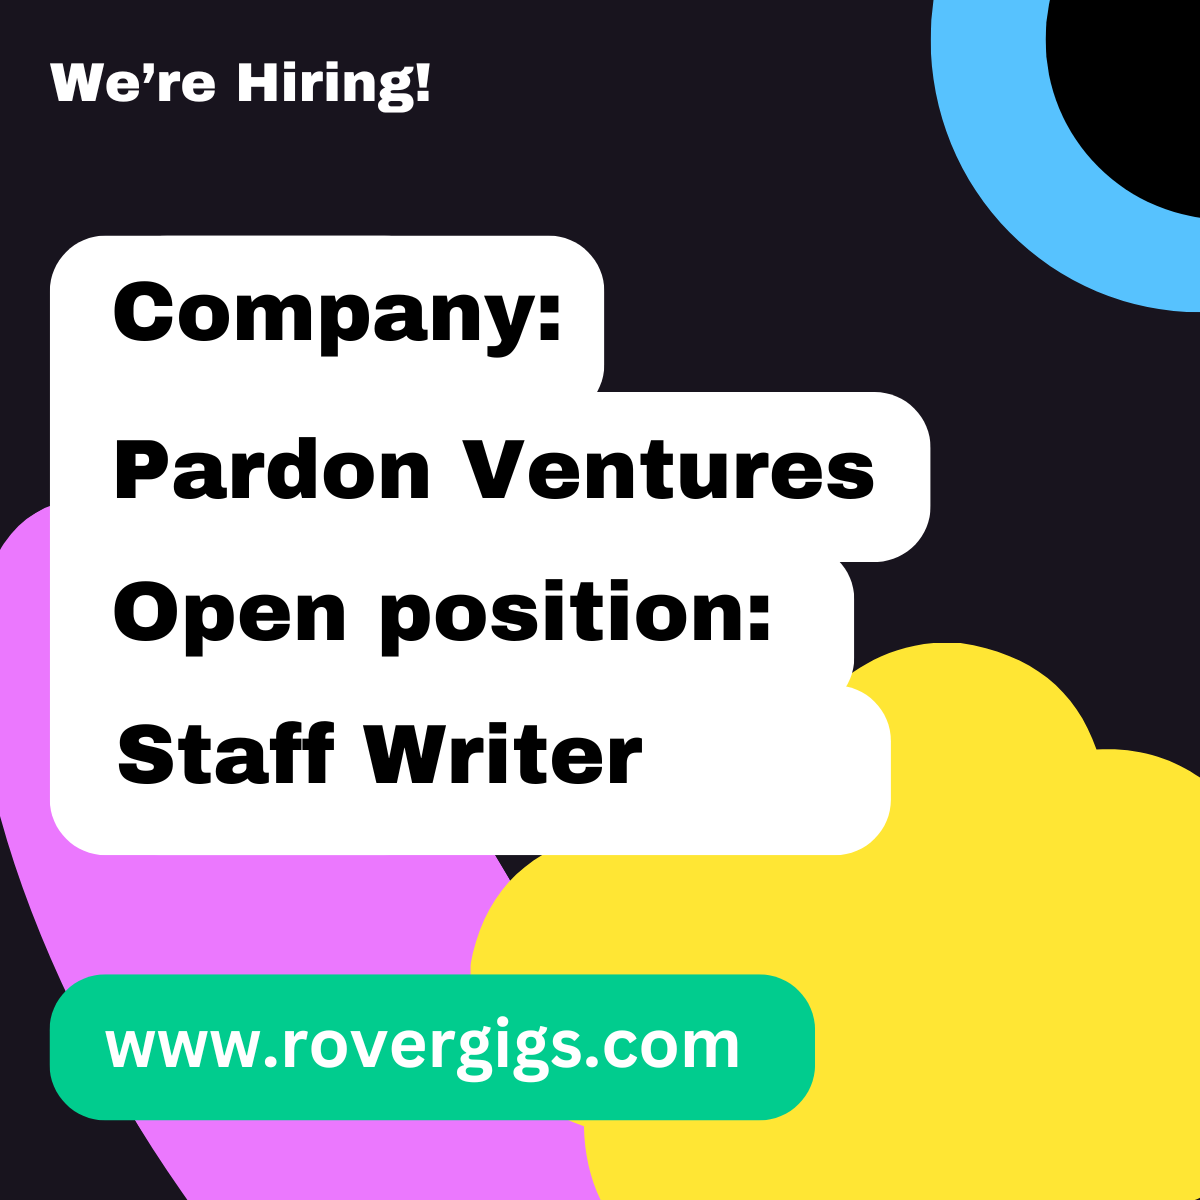 We’re Hiring!
Company:
Pardon Ventures
Open position:
Staff Writer
www.rovergigs.com